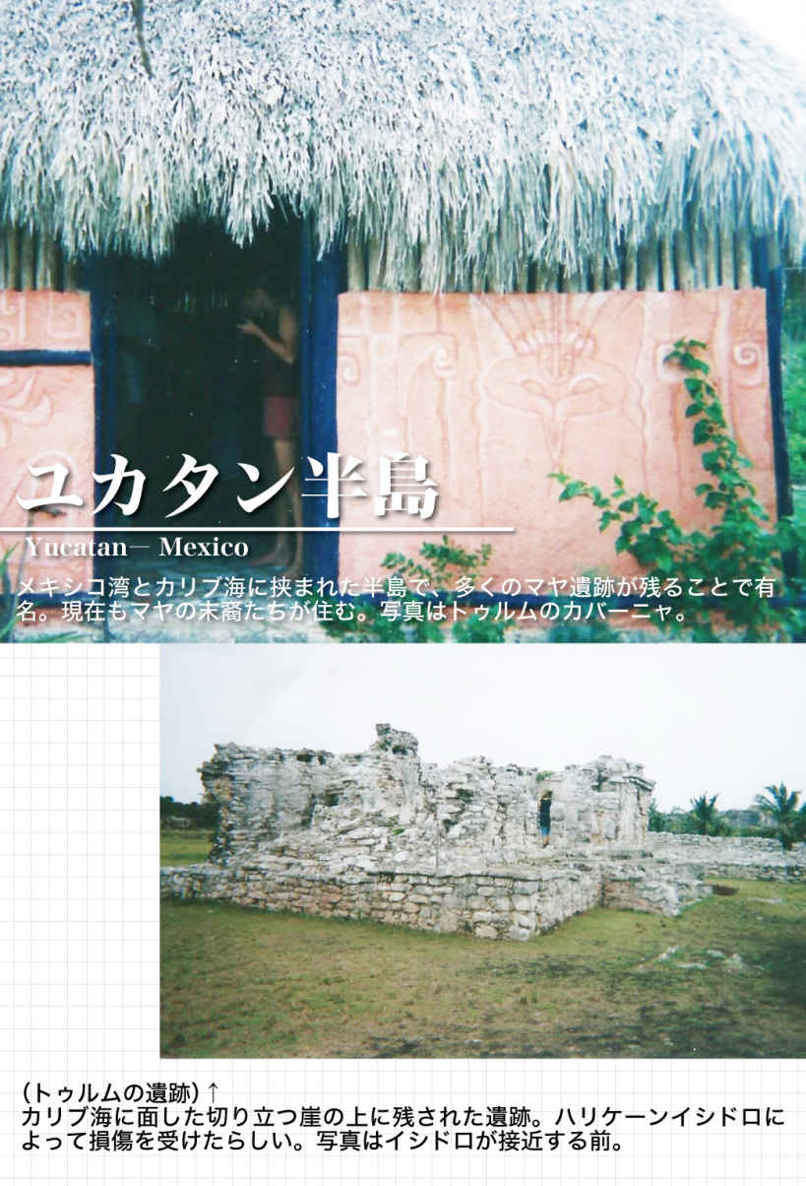 ユカタン半島
Yucatan— Mexico
メキシコ湾とカリブ海に挟まれた半島で、多くのマヤ遺跡が残ることで有
名。現在もマヤの末裔たちが住む。写真はトゥルムのカバーニャ。
(トゥルムの遺跡)↑
カリブ海に面した切り立つ崖の上に残された遺跡。ハリケーンイシドロに
よって損傷を受けたらしい。写真はイシドロが接近する前。